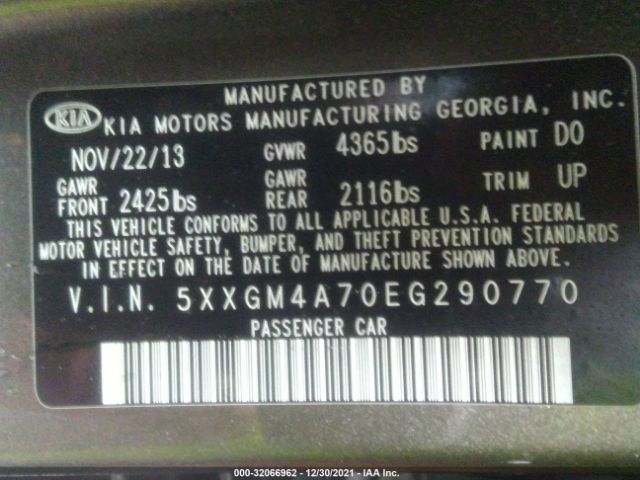 MANUFACTURED BY
KIA KIA MOTORS MANUFACTURING GEORGIA, INC.
NOV/22/13 GVWR 4365lbs PAINT D0
GAWR FRONT 2425lbs GAWR REAR 2116lbs TRIM UP
THIS VEHICLE CONFORMS TO ALL APPLICABLE U.S.A. FEDERAL
MOTOR VEHICLE SAFETY, BUMPER, AND THEFT PREVENTION STANDARDS
IN EFFECT ON THE DATE OF MANUFACTURE SHOWN ABOVE.
V.I.N. 5XXGM4A70EG290770
PASSENGER CAR
000-32066962 - 12/30/2021 - IAA Inc.